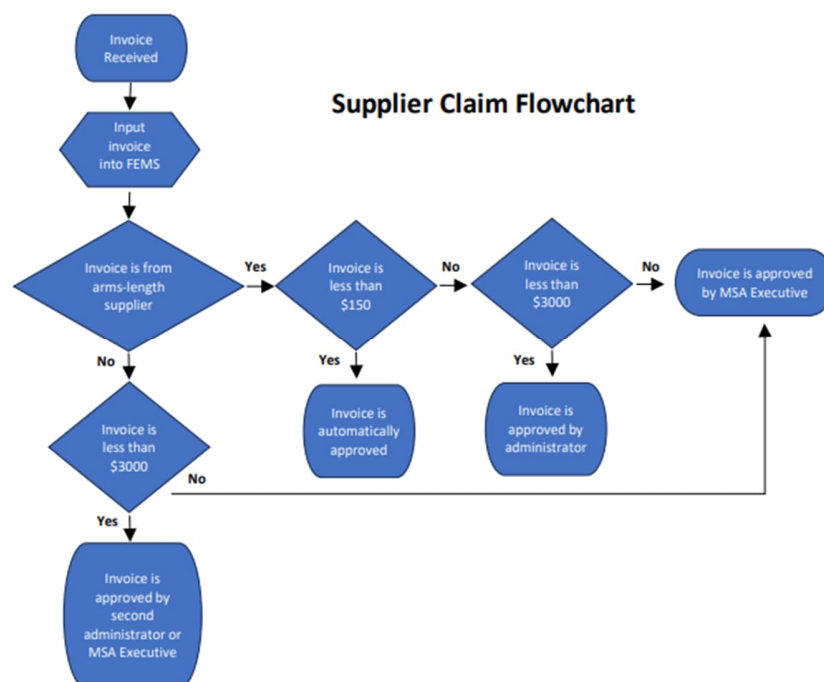 Invoice
Received
Supplier Claim Flowchart
Input
invoice
into FEMS
Invoice is from
arms-length
supplier
Yes
Invoice is
less than
$150
No
Invoice is
less than
$3000
No
Invoice is approved
by MSA Executive
No
Yes
Yes
Invoice is
less than
$3000
Invoice is
automatically
approved
Invoice is
approved by
administrator
No
Yes
Invoice is
approved by
second
administrator or
MSA Executive